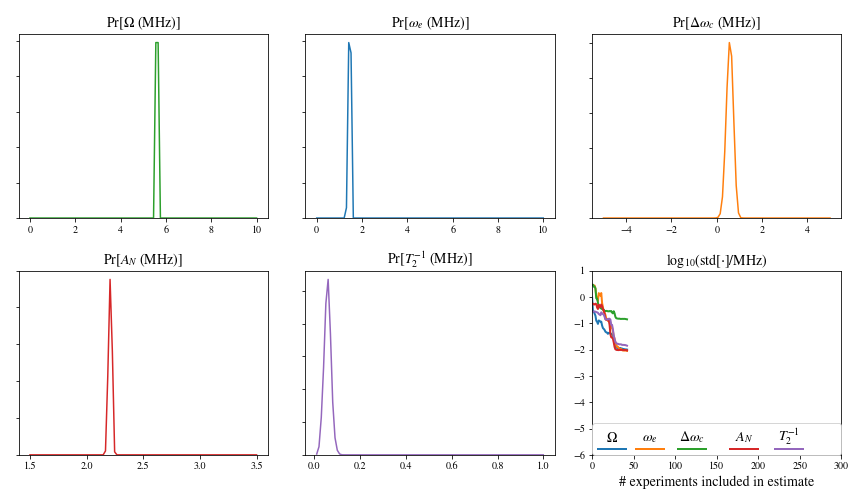 Pr[Ω (MHz)]
Pr[ωₑ (MHz)]
Pr[Δω_c (MHz)]
0 2 4 6 8 10
0 2 4 6 8 10
−4 −2 0 2 4
Pr[A_N (MHz)]
Pr[T₂⁻¹ (MHz)]
log₁₀(std[·]/MHz)
1
0
−1
−2
−3
−4
−5
−6
Ω ωₑ Δω_c A_N T₂⁻¹
1.5 2.0 2.5 3.0 3.5
0.0 0.2 0.4 0.6 0.8 1.0
0 50 100 150 200 250 300
# experiments included in estimate